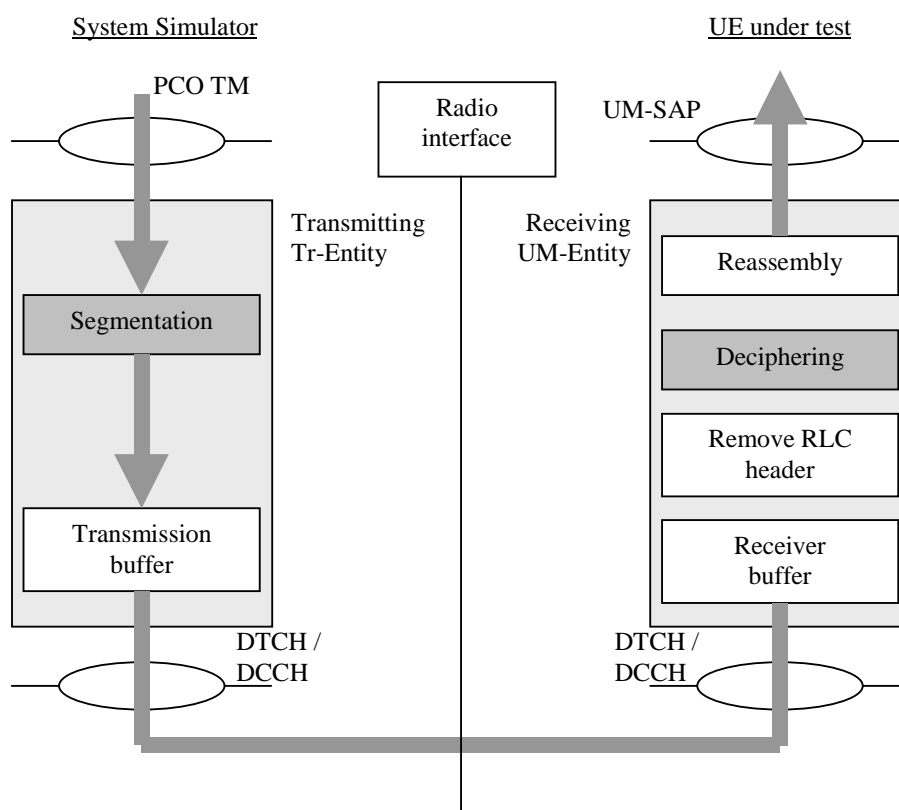 System Simulator
UE under test
PCO TM
Radio
interface
UM-SAP
Transmitting
Tr-Entity
Receiving
UM-Entity
Reassembly
Segmentation
Deciphering
Remove RLC
header
Transmission
buffer
Receiver
buffer
DTCH /
DCCH
DTCH /
DCCH